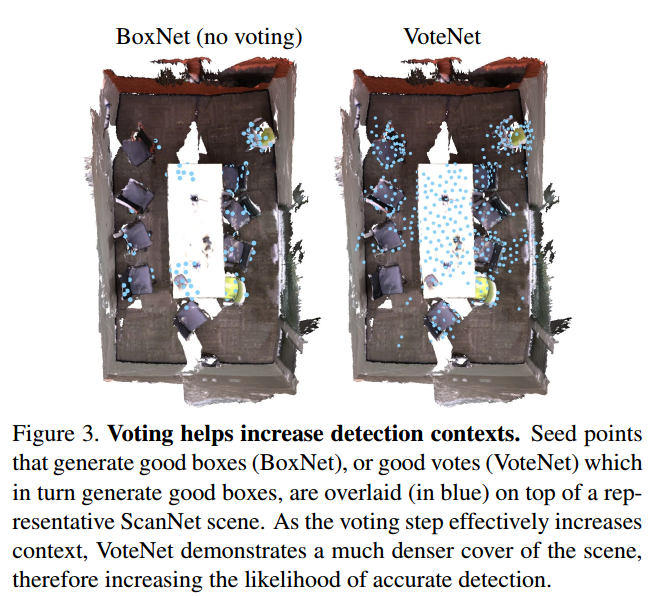 BoxNet (no voting)
VoteNet
Figure 3. Voting helps increase detection contexts. Seed points
that generate good boxes (BoxNet), or good votes (VoteNet) which
in turn generate good boxes, are overlaid (in blue) on top of a rep-
resentative ScanNet scene. As the voting step effectively increases
context, VoteNet demonstrates a much denser cover of the scene,
therefore increasing the likelihood of accurate detection.